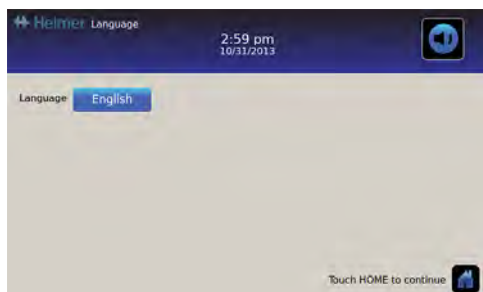 Helmer Language
2:59 pm
10/31/2013
Language English
Touch HOME to continue